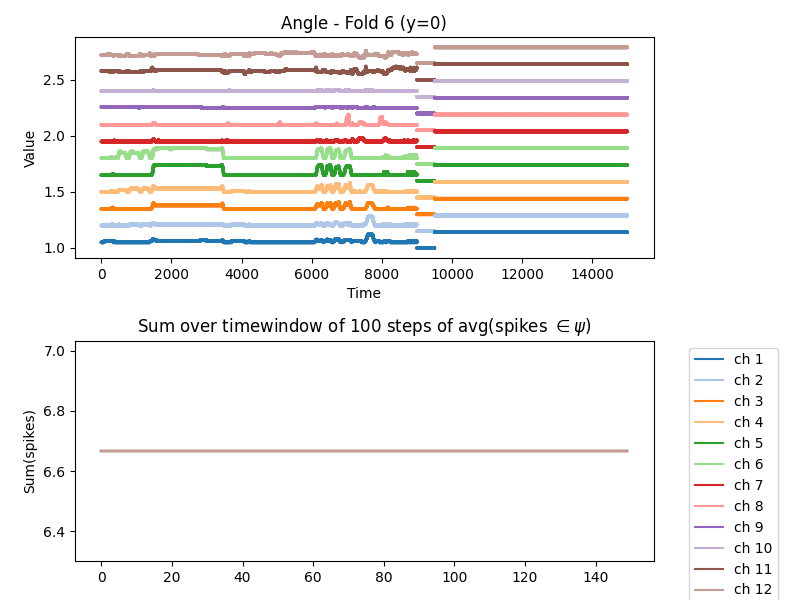 Angle - Fold 6 (y=0)
Value
2.5
2.0
1.5
1.0
0 2000 4000 6000 8000 10000 12000 14000
Time
Sum over timewindow of 100 steps of avg(spikes ∈ψ)
Sum(spikes)
7.0
6.8
6.6
6.4
0 20 40 60 80 100 120 140
ch 1
ch 2
ch 3
ch 4
ch 5
ch 6
ch 7
ch 8
ch 9
ch 10
ch 11
ch 12